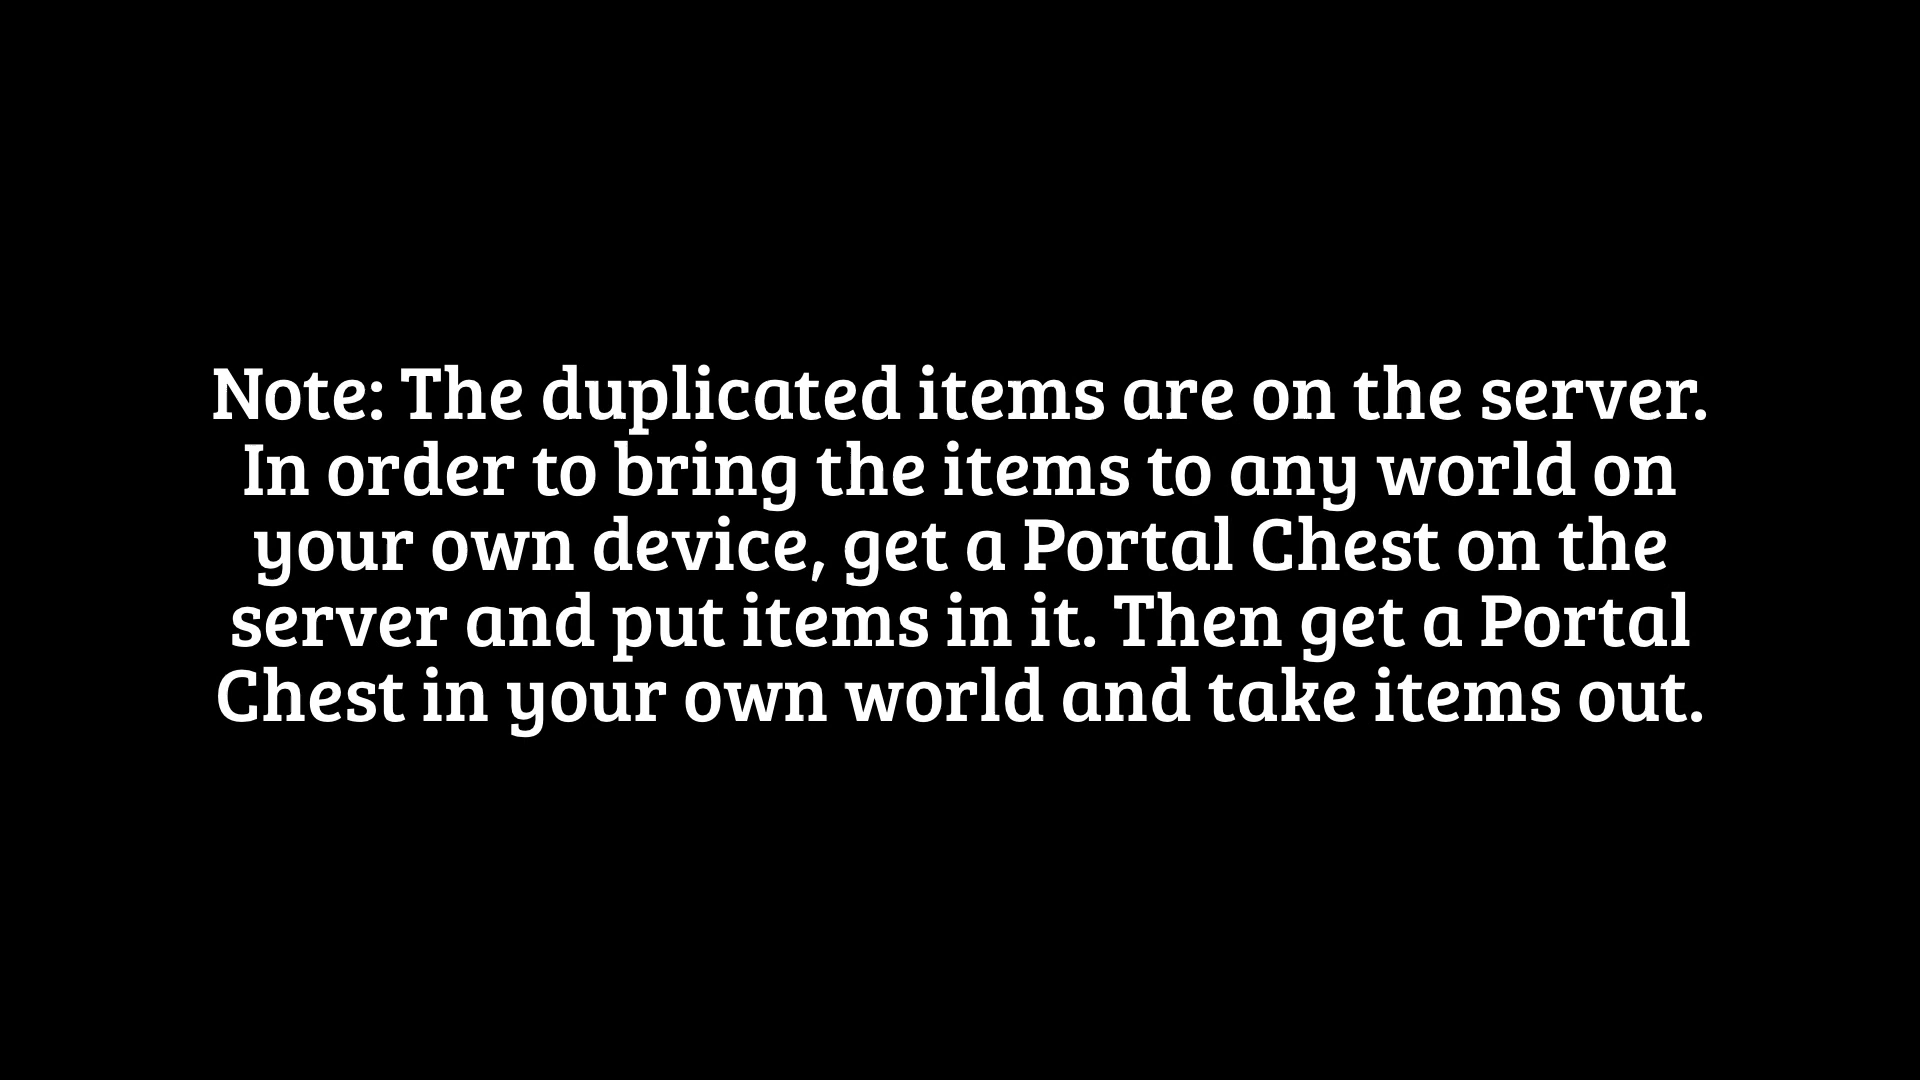 Note: The duplicated items are on the server.
In order to bring the items to any world on
your own device, get a Portal Chest on the
server and put items in it. Then get a Portal
Chest in your own world and take items out.